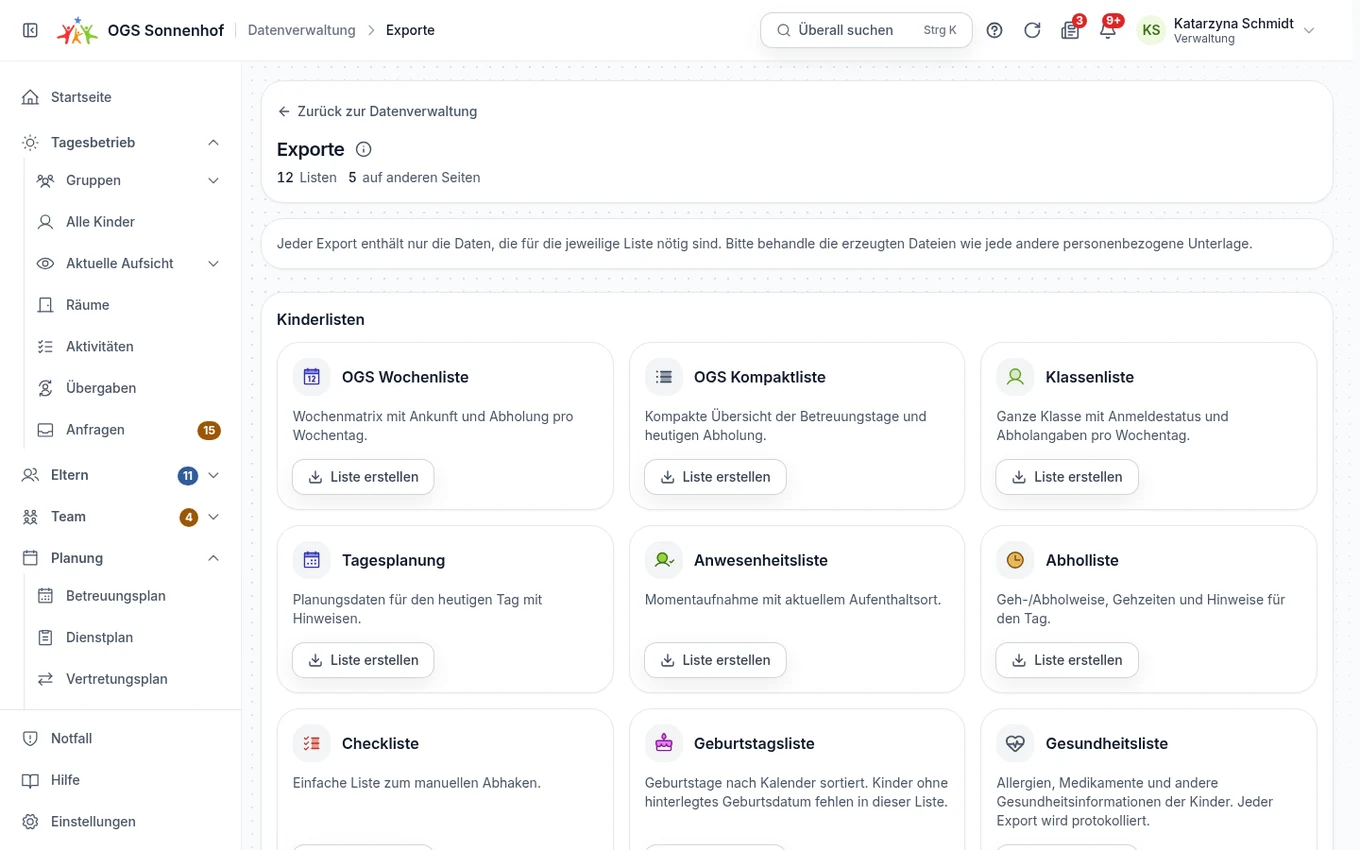 OGS Sonnenhof
Datenverwaltung
Exporte
Überall suchen
Strg K
3
9+
KS
Katarzyna Schmidt
Verwaltung
Startseite
Tagesbetrieb
Gruppen
Alle Kinder
Aktuelle Aufsicht
Räume
Aktivitäten
Übergaben
Anfragen
15
Eltern
11
Team
4
Planung
Betreuungsplan
Dienstplan
Vertretungsplan
Notfall
Hilfe
Einstellungen
Zurück zur Datenverwaltung
Exporte
12 Listen 5 auf anderen Seiten
Jeder Export enthält nur die Daten, die für die jeweilige Liste nötig sind. Bitte behandle die erzeugten Dateien wie jede andere personenbezogene Unterlage.
Kinderlisten
12
OGS Wochenliste
Wochenmatrix mit Ankunft und Abholung pro
Wochentag.
Liste erstellen
OGS Kompaktliste
Kompakte Übersicht der Betreuungstage und
heutigen Abholung.
Liste erstellen
Klassenliste
Ganze Klasse mit Anmeldestatus und
Abholangaben pro Wochentag.
Liste erstellen
Tagesplanung
Planungsdaten für den heutigen Tag mit
Hinweisen.
Liste erstellen
Anwesenheitsliste
Momentaufnahme mit aktuellem Aufenthaltsort.
Liste erstellen
Abholliste
Geh-/Abholweise, Gehzeiten und Hinweise für
den Tag.
Liste erstellen
Checkliste
Einfache Liste zum manuellen Abhaken.
Geburtstagsliste
Geburtstage nach Kalender sortiert. Kinder ohne
hinterlegtes Geburtsdatum fehlen in dieser Liste.
Gesundheitsliste
Allergien, Medikamente und andere
Gesundheitsinformationen der Kinder. Jeder
Export wird protokolliert.